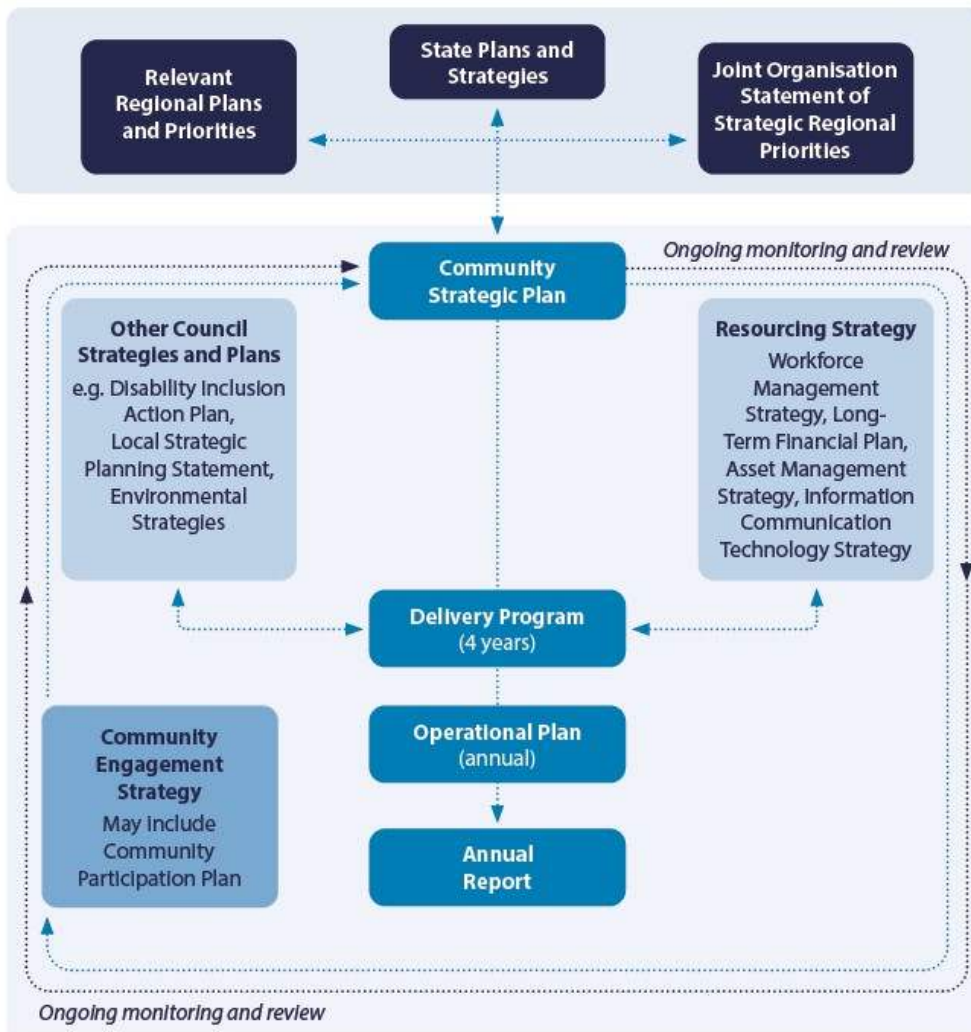 Relevant
Regional Plans
and Priorities
State Plans and
Strategies
Joint Organisation
Statement of
Strategic Regional
Priorities
Ongoing monitoring and review
Community
Strategic Plan
Other Council
Strategies and Plans
e.g. Disability Inclusion
Action Plan,
Local Strategic
Planning Statement,
Environmental
Strategies
Resourcing Strategy
Workforce
Management
Strategy, Long-
Term Financial Plan,
Asset Management
Strategy, Information
Communication
Technology Strategy
Delivery Program
(4 years)
Community
Engagement
Strategy
May include
Community
Participation Plan
Operational Plan
(annual)
Annual
Report
Ongoing monitoring and review